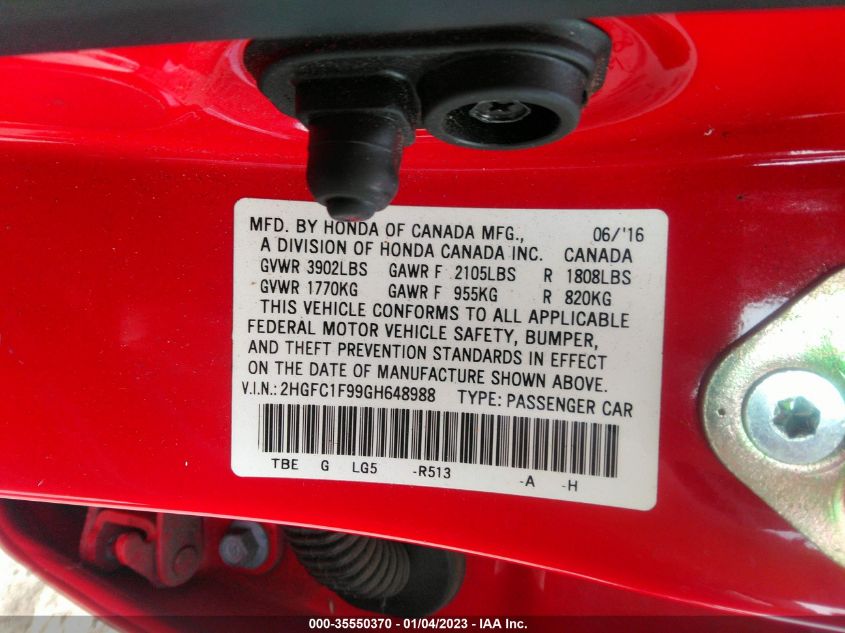 MFD. BY HONDA OF CANADA MFG., 06/'16
A DIVISION OF HONDA CANADA INC. CANADA
GVWR 3902LBS GAWR F 2105LBS R 1808LBS
GVWR 1770KG GAWR F 955KG R 820KG
THIS VEHICLE CONFORMS TO ALL APPLICABLE
FEDERAL MOTOR VEHICLE SAFETY, BUMPER,
AND THEFT PREVENTION STANDARDS IN EFFECT
ON THE DATE OF MANUFACTURE SHOWN ABOVE.
V.I.N.: 2HGFC1F99GH648988 TYPE: PASSENGER CAR
TBE G LG5 -R513 -A -H
000-35550370 - 01/04/2023 - IAA Inc.